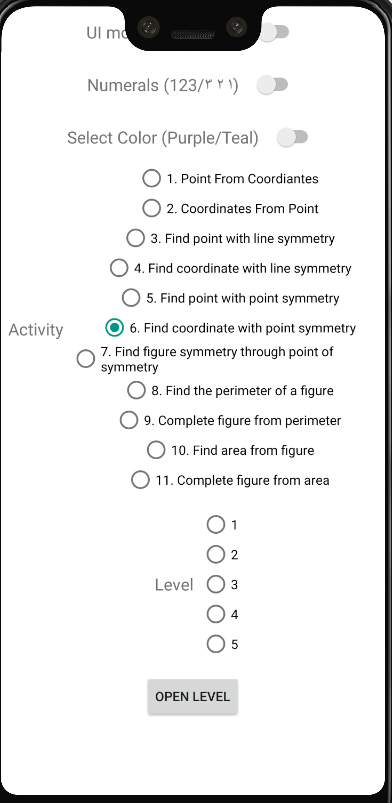 UI mo
Numerals (123/۳ ۲ ۱)
Select Color (Purple/Teal)
1. Point From Coordiantes
2. Coordinates From Point
3. Find point with line symmetry
4. Find coordinate with line symmetry
5. Find point with point symmetry
Activity
6. Find coordinate with point symmetry
7. Find figure symmetry through point of
symmetry
8. Find the perimeter of a figure
9. Complete figure from perimeter
10. Find area from figure
11. Complete figure from area
1
2
Level
3
4
5
OPEN LEVEL